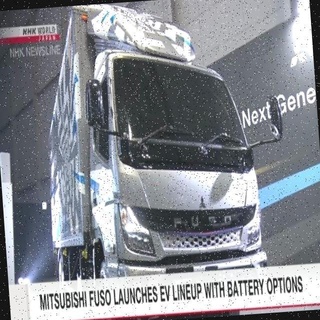 NHK WORLD
JAPAN
NHK NEWSLINE
Next Gene
FUSO
MITSUBISHI FUSO LAUNCHES EV LINEUP WITH BATTERY OPTIONS